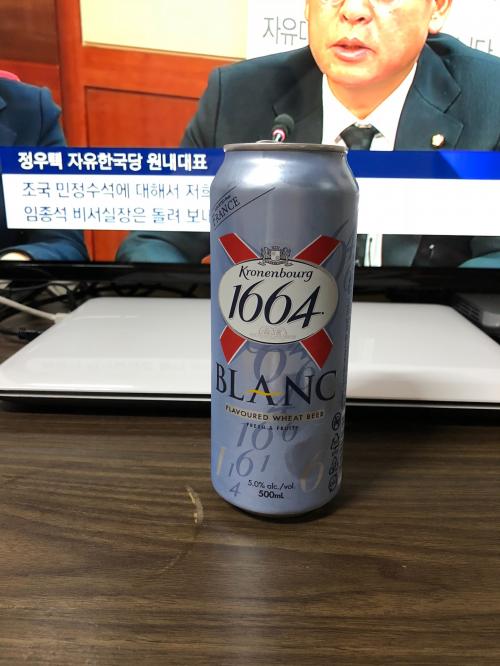 자유대
정우택 자유한국당 원내대표
조국 민정수석에 대해서 저희
임종석 비서실장은 돌려 보내
FRANCE
Kronenbourg
1664
BLANC
FLAVOURED WHEAT BEER
FRESH & FRUITY
5.0% alc./vol.
500mL